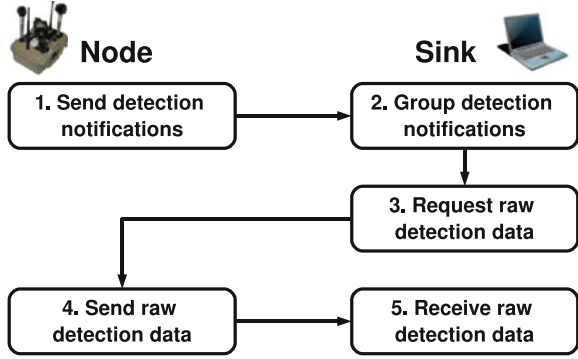 Node
Sink
1. Send detection
notifications
2. Group detection
notifications
3. Request raw
detection data
4. Send raw
detection data
5. Receive raw
detection data